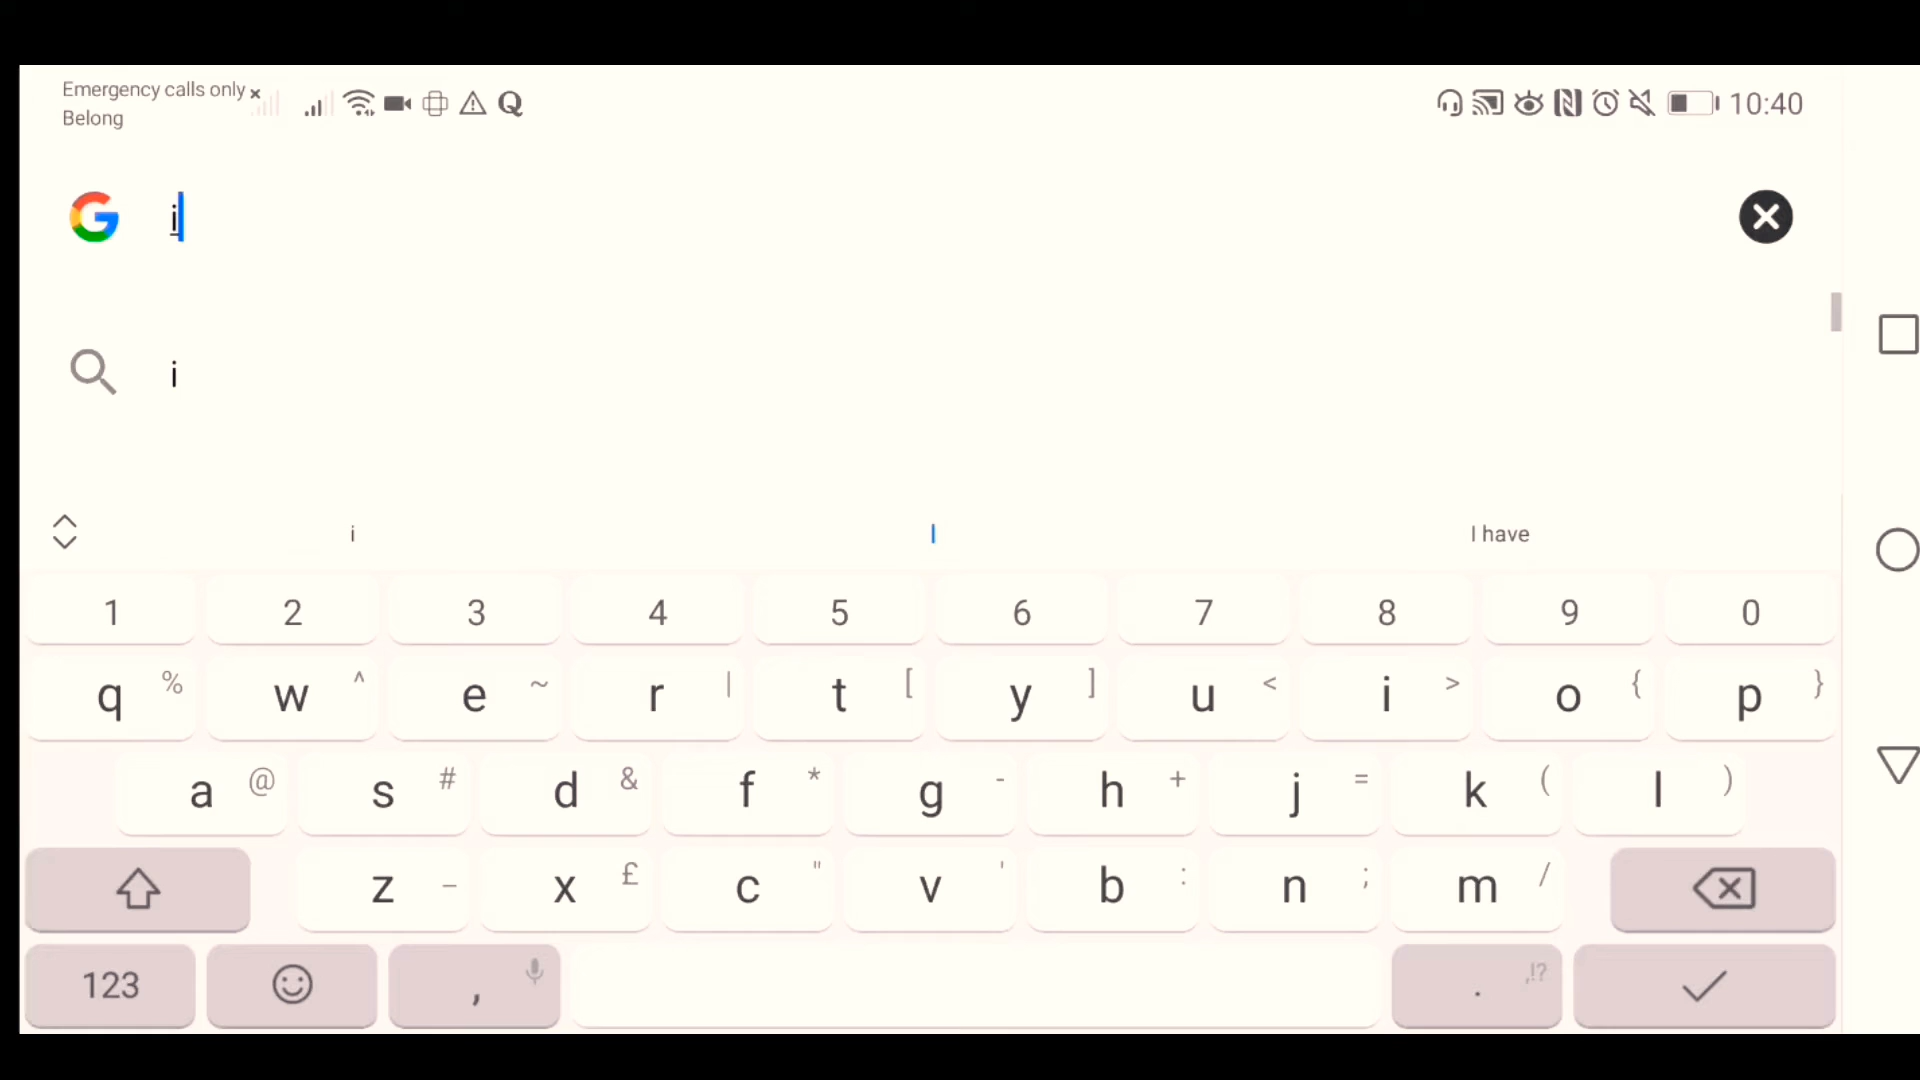 Emergency calls only
Belong
10:40
i
i
i
I
I have
1 2 3 4 5 6 7 8 9 0
q % w ^ e ~ r | t [ y ] u < i > o { p }
a @ s # d & f * g - h + j = k ( l )
z _ x £ c " v ' b : n ; m /
123 , . ,!?